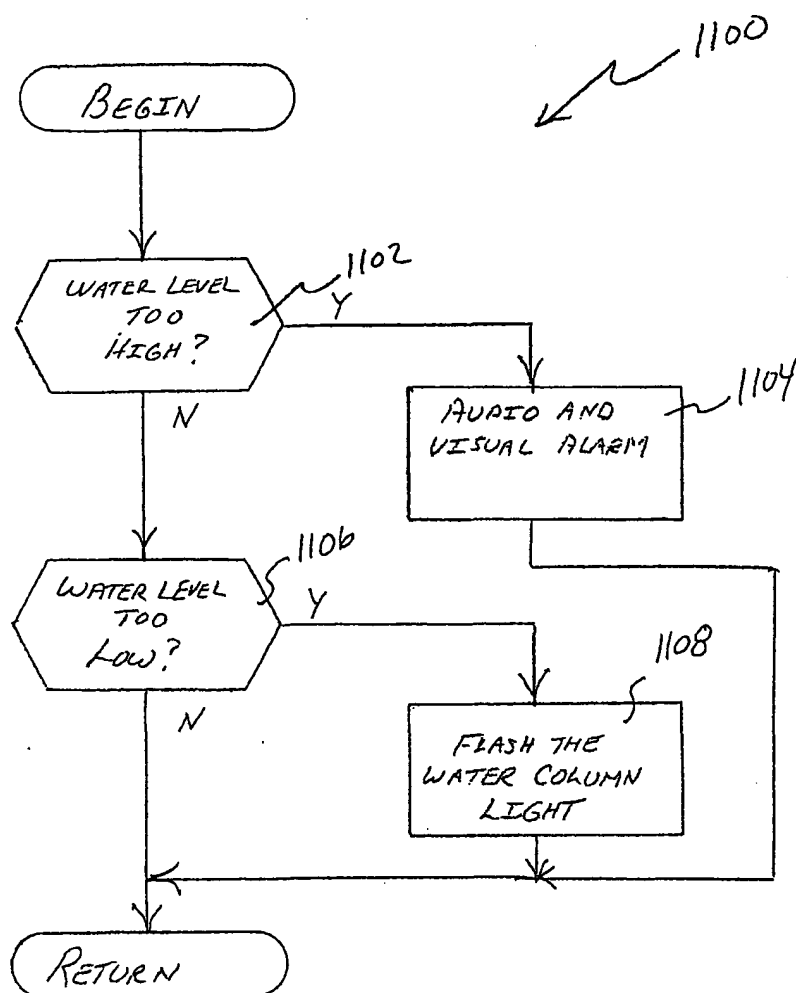 1100
BEGIN
WATER LEVEL
TOO
HIGH?
1102
Y
N
AUDIO AND
VISUAL ALARM
1104
WATER LEVEL
TOO
LOW?
1106
Y
N
FLASH THE
WATER COLUMN
LIGHT
1108
RETURN